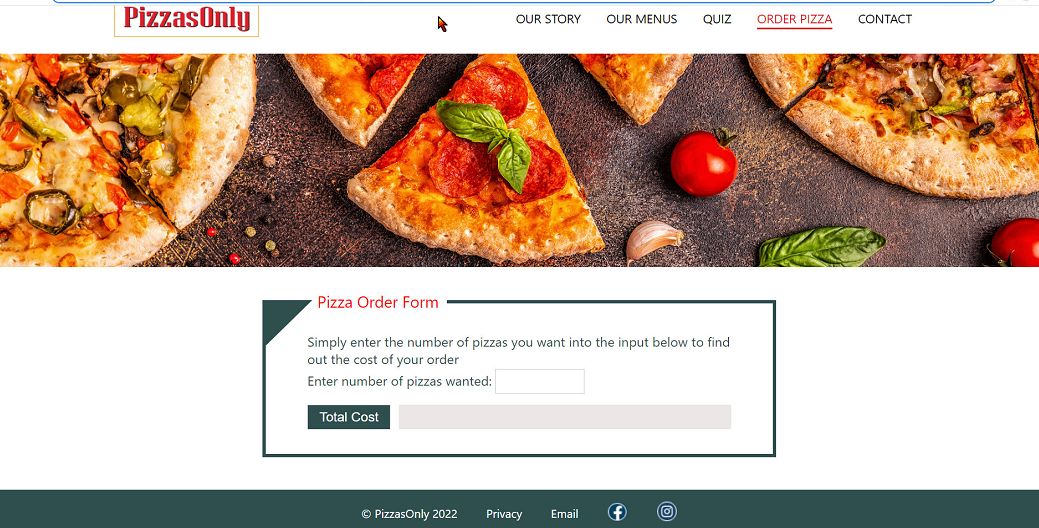 PizzasOnly
OUR STORY OUR MENUS QUIZ ORDER PIZZA CONTACT
Pizza Order Form
Simply enter the number of pizzas you want into the input below to find
out the cost of your order
Enter number of pizzas wanted:
Total Cost
© PizzasOnly 2022 Privacy Email